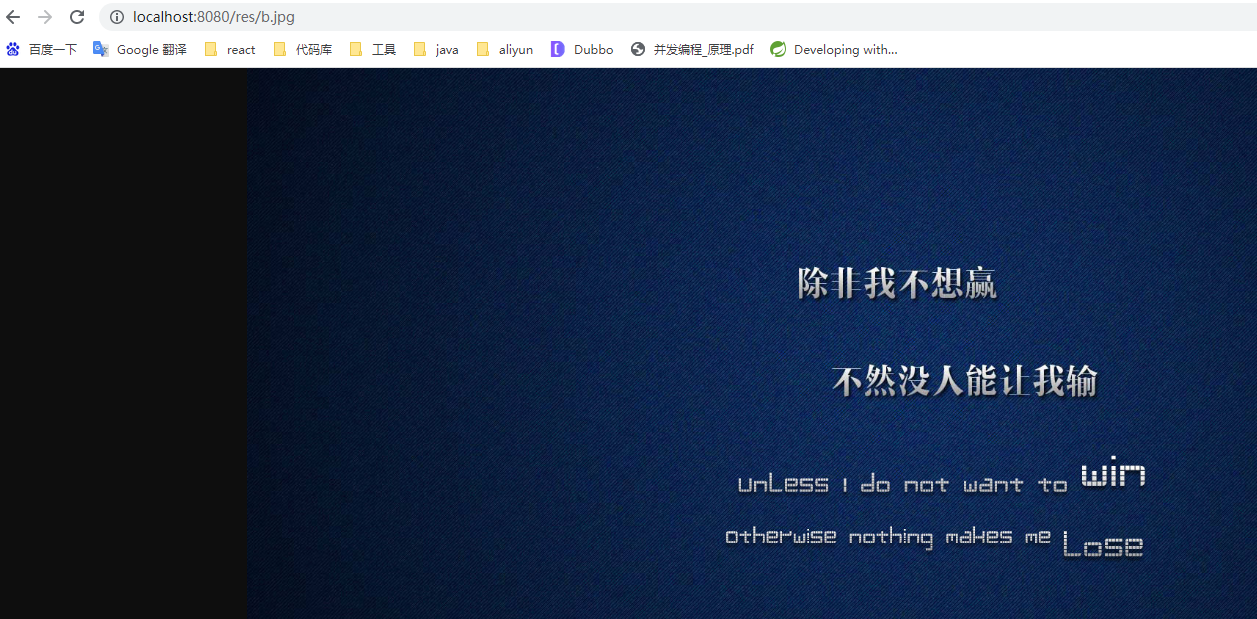 localhost:8080/res/b.jpg
百度一下 Google 翻译 react 代码库 工具 java aliyun Dubbo 并发编程_原理.pdf Developing with...
除非我不想赢
不然没人能让我输
unless I do not want to win
otherwise nothing makes me Lose